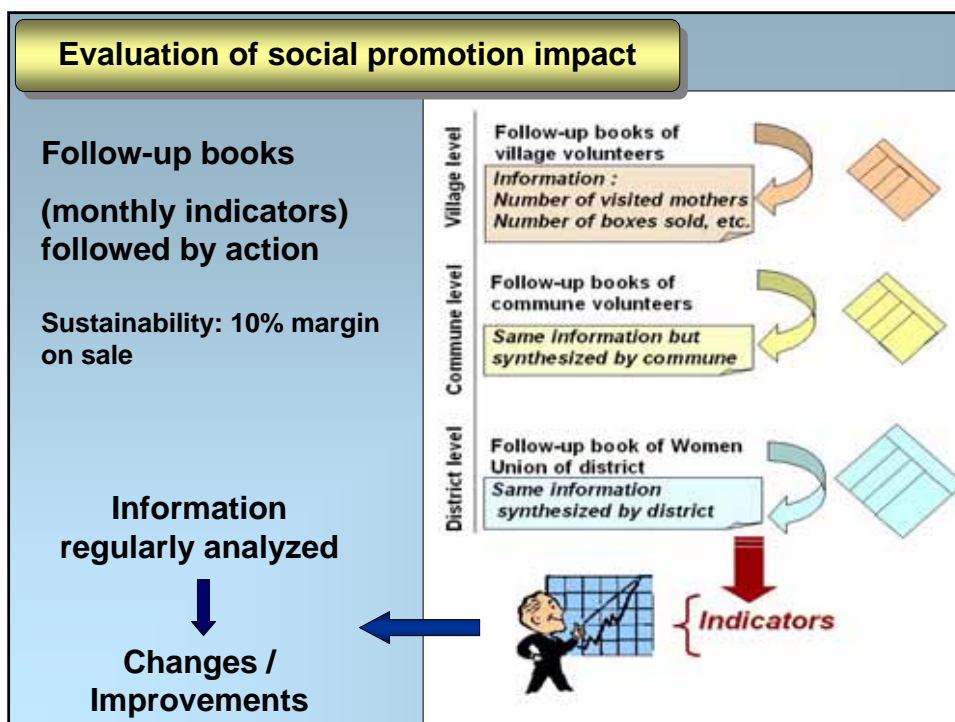 Evaluation of social promotion impact
Follow-up books
(monthly indicators)
followed by action
Sustainability: 10% margin
on sale
Information
regularly analyzed
Changes /
Improvements
Village level
Follow-up books of
village volunteers
Information :
Number of visited mothers
Number of boxes sold, etc.
Commune level
Follow-up books of
commune volunteers
Same information but
synthesized by commune
District level
Follow-up book of Women
Union of district
Same information
synthesized by district
Indicators